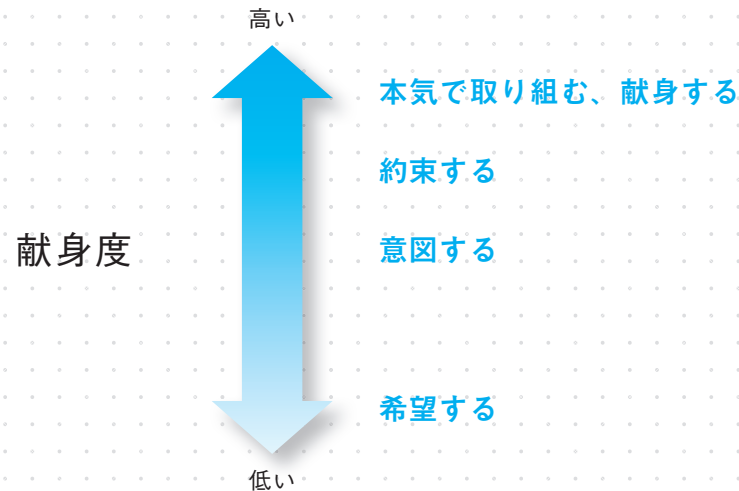 高い
本気で取り組む、献身する
約束する
献身度
意図する
希望する
低い